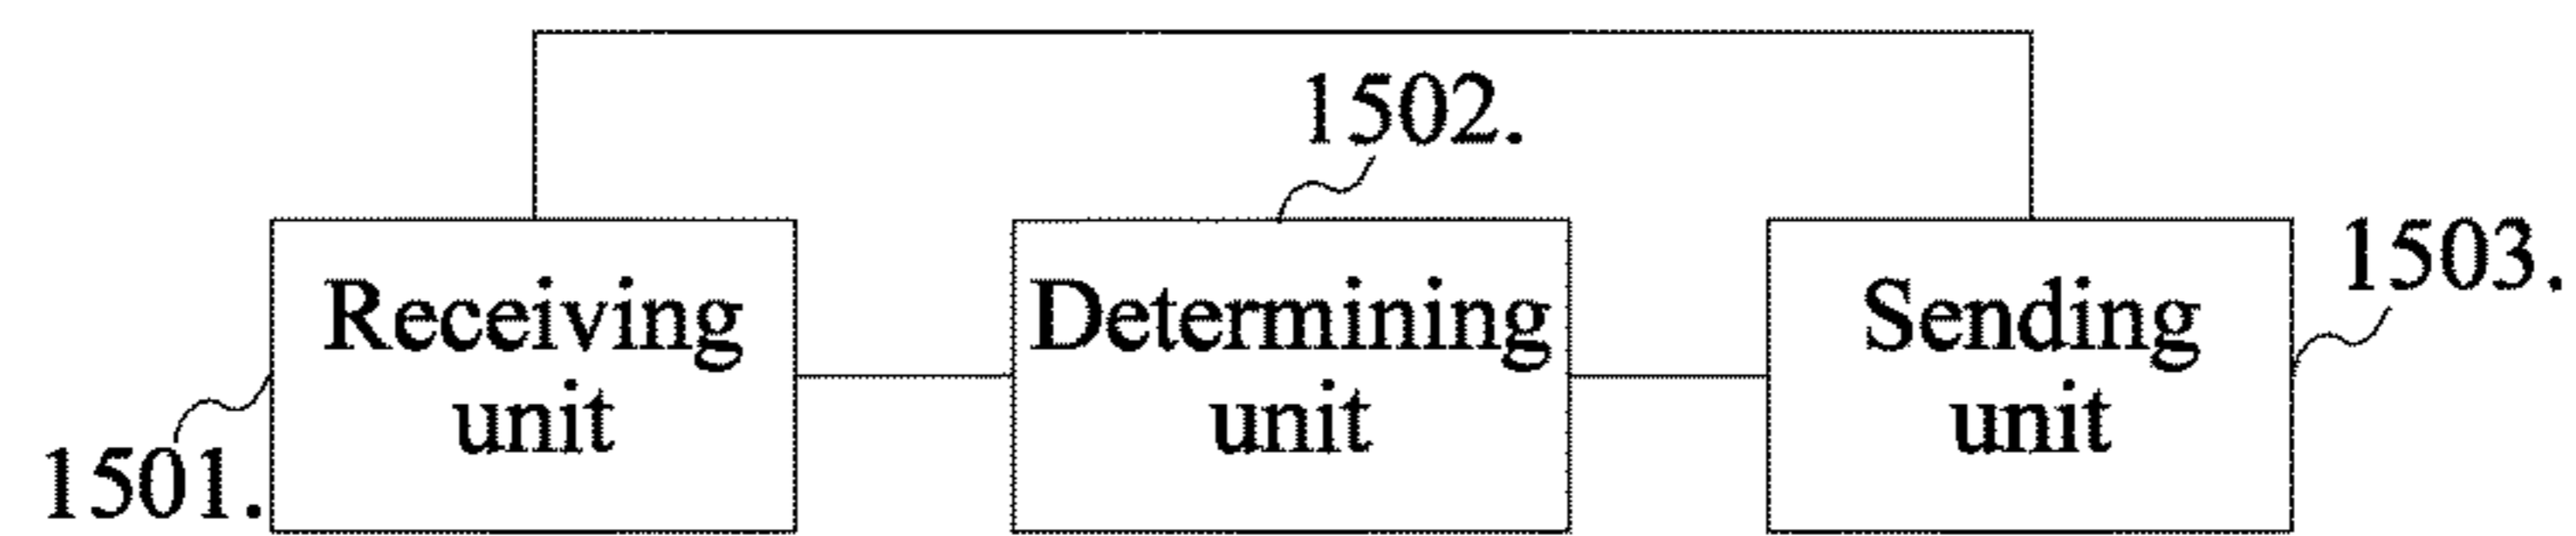 1502.
1503.
Receiving
unit
Determining
unit
Sending
unit
1501.